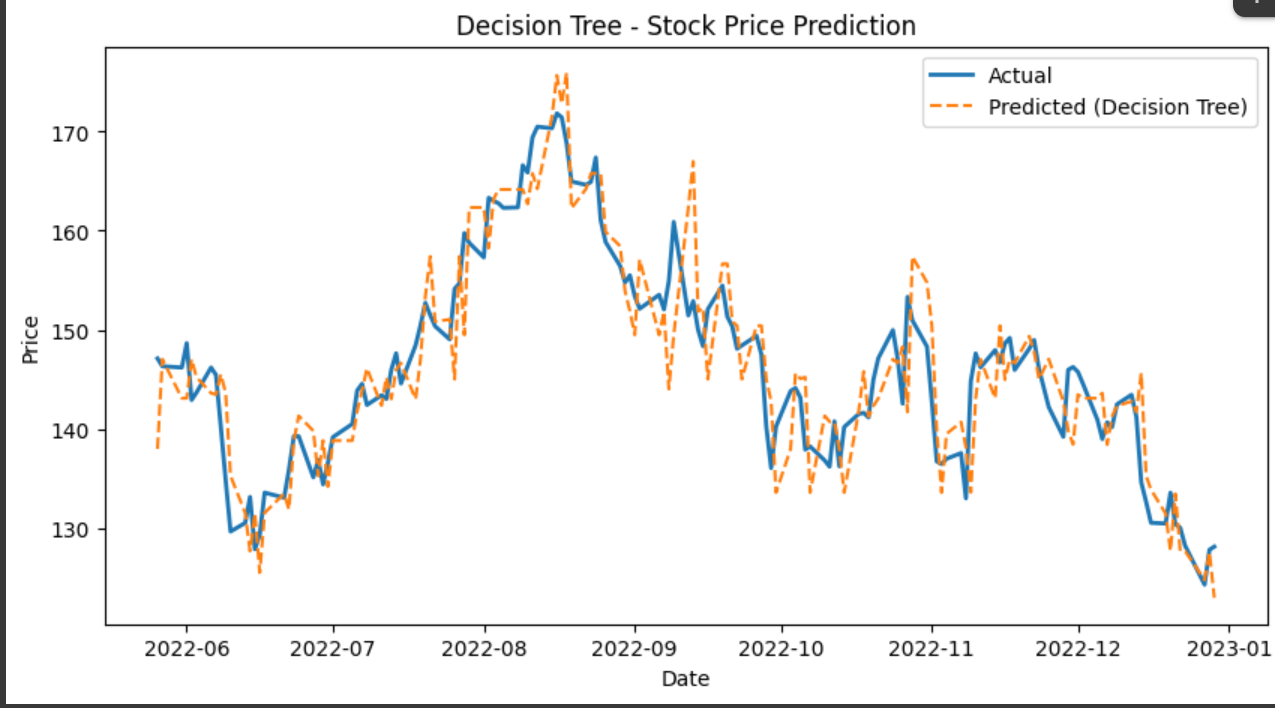 Decision Tree - Stock Price Prediction
Actual
Predicted (Decision Tree)
Price
170
160
150
140
130
2022-06 2022-07 2022-08 2022-09 2022-10 2022-11 2022-12 2023-01
Date